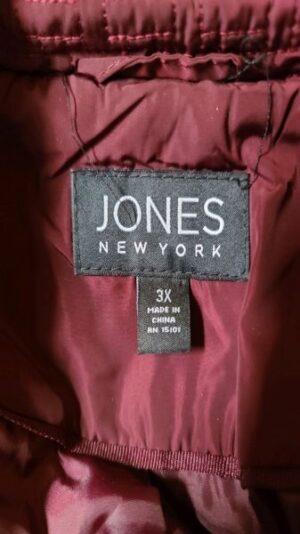 JONES
NEW YORK
3X
MADE IN
CHINA
RN 15101